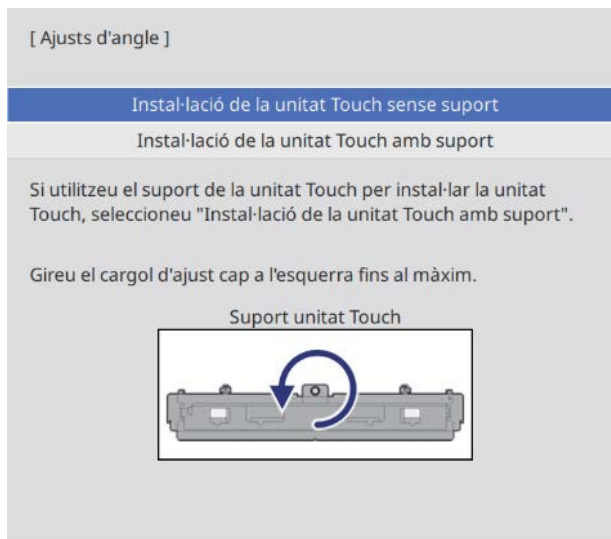 [ Ajusts d'angle ]
Instal·lació de la unitat Touch sense suport
Instal·lació de la unitat Touch amb suport
Si utilitzeu el suport de la unitat Touch per instal·lar la unitat
Touch, seleccioneu "Instal·lació de la unitat Touch amb suport".
Gireu el cargol d'ajust cap a l'esquerra fins al màxim.
Suport unitat Touch